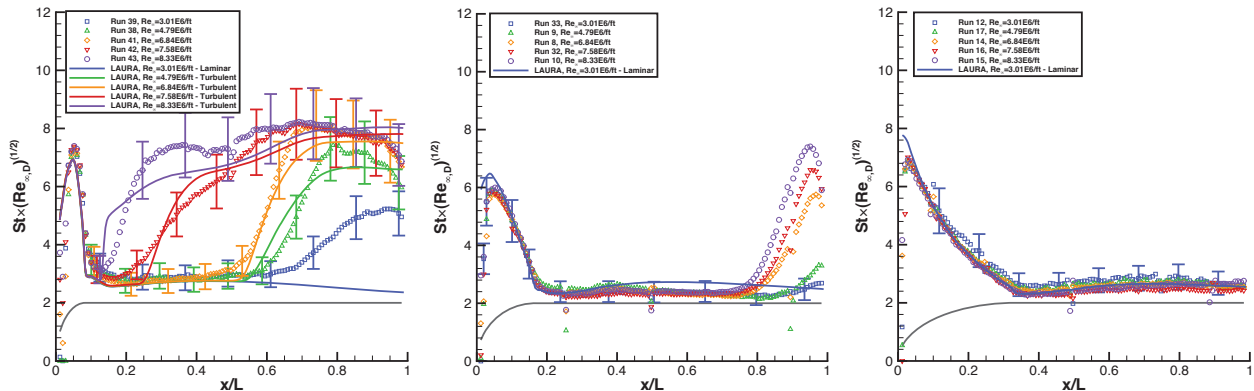 Run 39, Re∞=3.01E6/ft
Run 38, Re∞=4.79E6/ft
Run 41, Re∞=6.84E6/ft
Run 42, Re∞=7.58E6/ft
Run 43, Re∞=8.33E6/ft
LAURA, Re∞=3.01E6/ft - Laminar
LAURA, Re∞=4.79E6/ft - Turbulent
LAURA, Re∞=6.84E6/ft - Turbulent
LAURA, Re∞=7.58E6/ft - Turbulent
LAURA, Re∞=8.33E6/ft - Turbulent
12
10
8
6
4
2
0
St×(Re∞,D)(1/2)
0 0.2 0.4 0.6 0.8 1
x/L
Run 33, Re∞=3.01E6/ft
Run 9, Re∞=4.79E6/ft
Run 8, Re∞=6.84E6/ft
Run 32, Re∞=7.58E6/ft
Run 10, Re∞=8.33E6/ft
LAURA, Re∞=3.01E6/ft - Laminar
12
10
8
6
4
2
0
St×(Re∞,D)(1/2)
0 0.2 0.4 0.6 0.8 1
x/L
Run 12, Re∞=3.01E6/ft
Run 17, Re∞=4.79E6/ft
Run 14, Re∞=6.84E6/ft
Run 16, Re∞=7.58E6/ft
Run 15, Re∞=8.33E6/ft
LAURA, Re∞=3.01E6/ft - Laminar
12
10
8
6
4
2
0
St×(Re∞,D)(1/2)
0 0.2 0.4 0.6 0.8 1
x/L